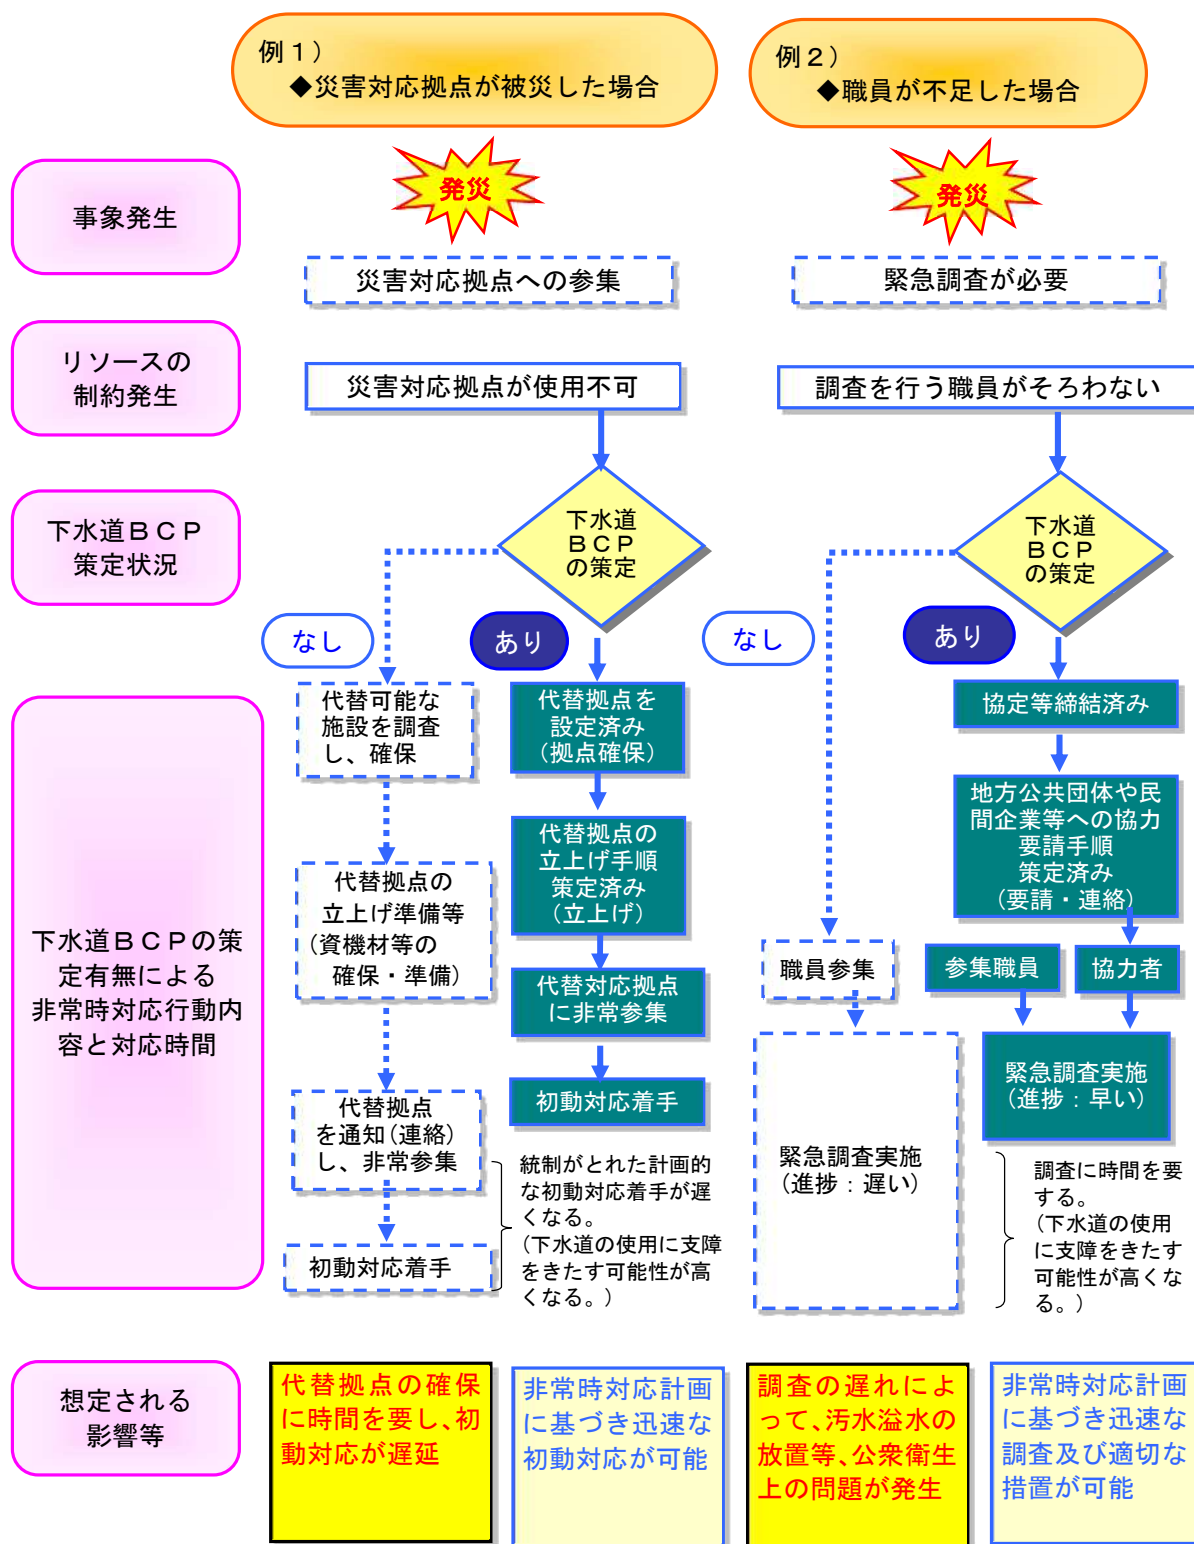 例１）
◆災害対応拠点が被災した場合
例２）
◆職員が不足した場合
事象発生
発災
発災
災害対応拠点への参集
緊急調査が必要
リソースの
制約発生
災害対応拠点が使用不可
調査を行う職員がそろわない
下水道ＢＣＰ
策定状況
下水道
ＢＣＰ
の策定
下水道
ＢＣＰ
の策定
なし
あり
なし
あり
下水道ＢＣＰの策
定有無による
非常時対応行動内
容と対応時間
代替可能な
施設を調査
し、確保
代替拠点の
立上げ準備等
(資機材等の
確保・準備)
代替拠点
を通知(連絡)
し、非常参集
初動対応着手
代替拠点を
設定済み
(拠点確保)
代替拠点の
立上げ手順
策定済み
(立上げ)
代替対応拠点
に非常参集
初動対応着手
統制がとれた計画的
な初動対応着手が遅
くなる。
(下水道の使用に支障
をきたす可能性が高
くなる。)
職員参集
緊急調査実施
(進捗：遅い)
協定等締結済み
地方公共団体や民
間企業等への協力
要請手順
策定済み
(要請・連絡)
参集職員
協力者
緊急調査実施
(進捗：早い)
調査に時間を要
する。
(下水道の使用
に支障をきたす
可能性が高くな
る。)
想定される
影響等
代替拠点の確保
に時間を要し、初
動対応が遅延
非常時対応計画
に基づき迅速な
初動対応が可能
調査の遅れによ
って、汚水溢水の
放置等、公衆衛生
上の問題が発生
非常時対応計画
に基づき迅速な
調査及び適切な
措置が可能